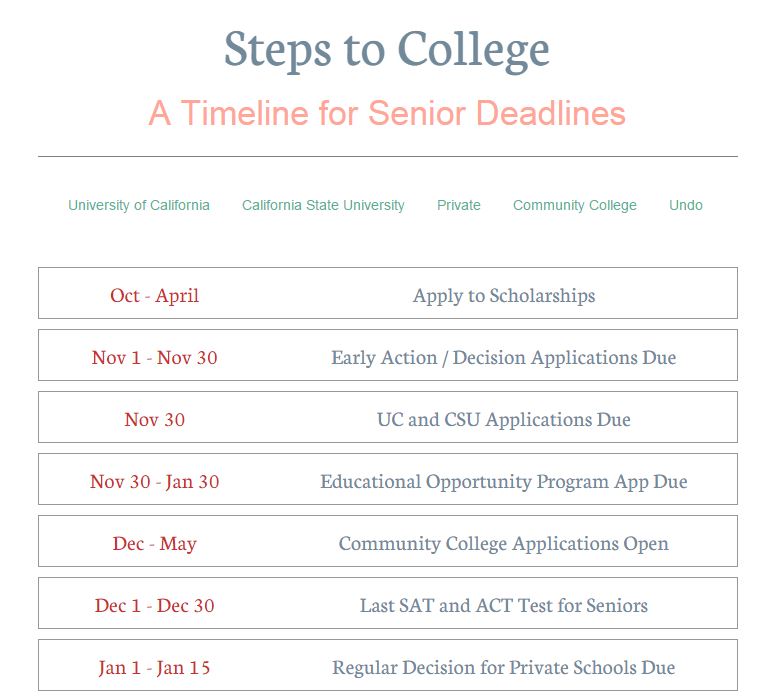 Steps to College
A Timeline for Senior Deadlines
University of California California State University Private Community College Undo
Oct - April Apply to Scholarships
Nov 1 - Nov 30 Early Action / Decision Applications Due
Nov 30 UC and CSU Applications Due
Nov 30 - Jan 30 Educational Opportunity Program App Due
Dec - May Community College Applications Open
Dec 1 - Dec 30 Last SAT and ACT Test for Seniors
Jan 1 - Jan 15 Regular Decision for Private Schools Due